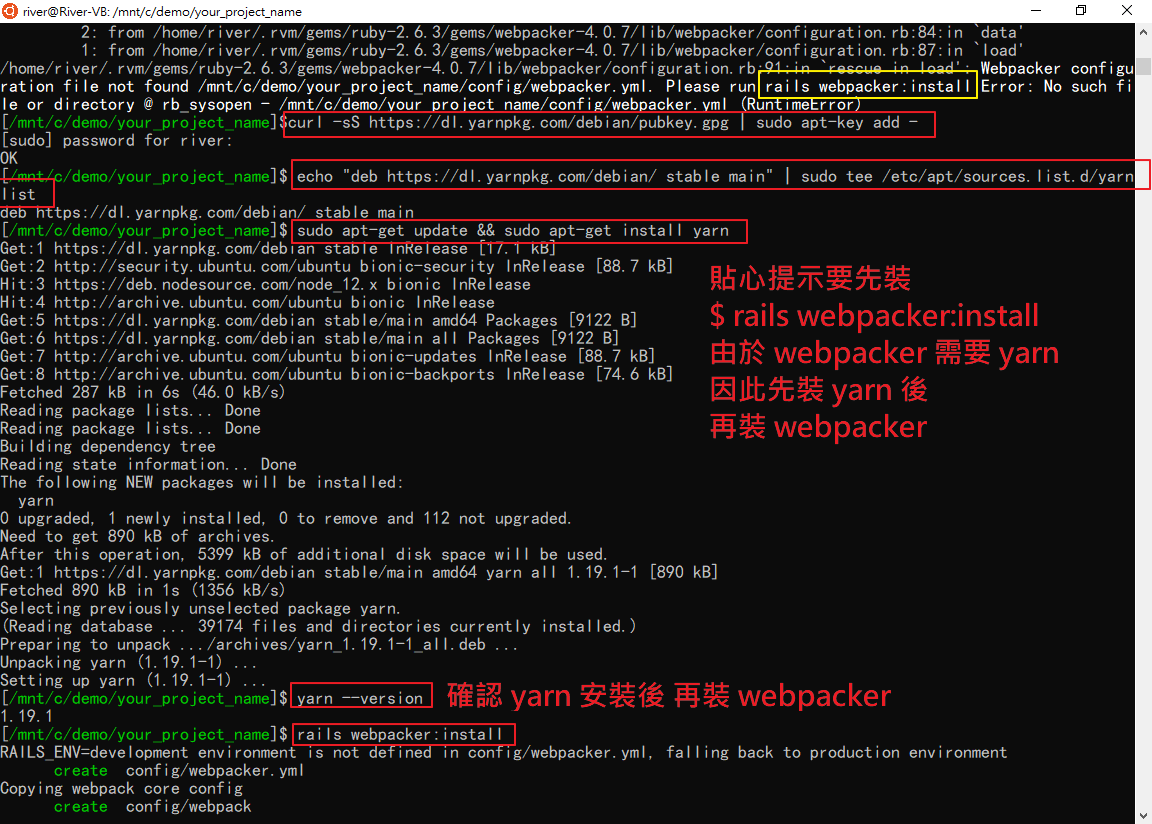 river@River-VB: /mnt/c/demo/your_project_name
2: from /home/river/.rvm/gems/ruby-2.6.3/gems/webpacker-4.0.7/lib/webpacker/configuration.rb:84:in `data'
1: from /home/river/.rvm/gems/ruby-2.6.3/gems/webpacker-4.0.7/lib/webpacker/configuration.rb:87:in `load'
/home/river/.rvm/gems/ruby-2.6.3/gems/webpacker-4.0.7/lib/webpacker/configuration.rb:91:in `rescue in load': Webpacker configu
ration file not found /mnt/c/demo/your_project_name/config/webpacker.yml. Please run rails webpacker:install Error: No such fi
le or directory @ rb_sysopen - /mnt/c/demo/your_project_name/config/webpacker.yml (RuntimeError)
[/mnt/c/demo/your_project_name]$curl -sS https://dl.yarnpkg.com/debian/pubkey.gpg | sudo apt-key add -
[sudo] password for river:
OK
[/mnt/c/demo/your_project_name]$ echo "deb https://dl.yarnpkg.com/debian/ stable main" | sudo tee /etc/apt/sources.list.d/yarn
list
deb https://dl.yarnpkg.com/debian/ stable main
[/mnt/c/demo/your_project_name]$ sudo apt-get update && sudo apt-get install yarn
Get:1 https://dl.yarnpkg.com/debian stable InRelease [17.1 kB]
Get:2 http://security.ubuntu.com/ubuntu bionic-security InRelease [88.7 kB]
Hit:3 https://deb.nodesource.com/node_12.x bionic InRelease
Hit:4 http://archive.ubuntu.com/ubuntu bionic InRelease
Get:5 https://dl.yarnpkg.com/debian stable/main amd64 Packages [9122 B]
Get:6 https://dl.yarnpkg.com/debian stable/main all Packages [9122 B]
Get:7 http://archive.ubuntu.com/ubuntu bionic-updates InRelease [88.7 kB]
Get:8 http://archive.ubuntu.com/ubuntu bionic-backports InRelease [74.6 kB]
Fetched 287 kB in 6s (46.0 kB/s)
Reading package lists... Done
Reading package lists... Done
Building dependency tree
Reading state information... Done
The following NEW packages will be installed:
yarn
0 upgraded, 1 newly installed, 0 to remove and 112 not upgraded.
Need to get 890 kB of archives.
After this operation, 5399 kB of additional disk space will be used.
Get:1 https://dl.yarnpkg.com/debian stable/main amd64 yarn all 1.19.1-1 [890 kB]
Fetched 890 kB in 1s (1356 kB/s)
Selecting previously unselected package yarn.
(Reading database ... 39174 files and directories currently installed.)
Preparing to unpack .../archives/yarn_1.19.1-1_all.deb ...
Unpacking yarn (1.19.1-1) ...
Setting up yarn (1.19.1-1) ...
貼心提示要先裝
$ rails webpacker:install
由於 webpacker 需要 yarn
因此先裝 yarn 後
再裝 webpacker
[/mnt/c/demo/your_project_name]$ yarn --version
確認 yarn 安裝後 再裝 webpacker
1.19.1
[/mnt/c/demo/your_project_name]$ rails webpacker:install
RAILS_ENV=development environment is not defined in config/webpacker.yml, falling back to production environment
create config/webpacker.yml
Copying webpack core config
create config/webpack